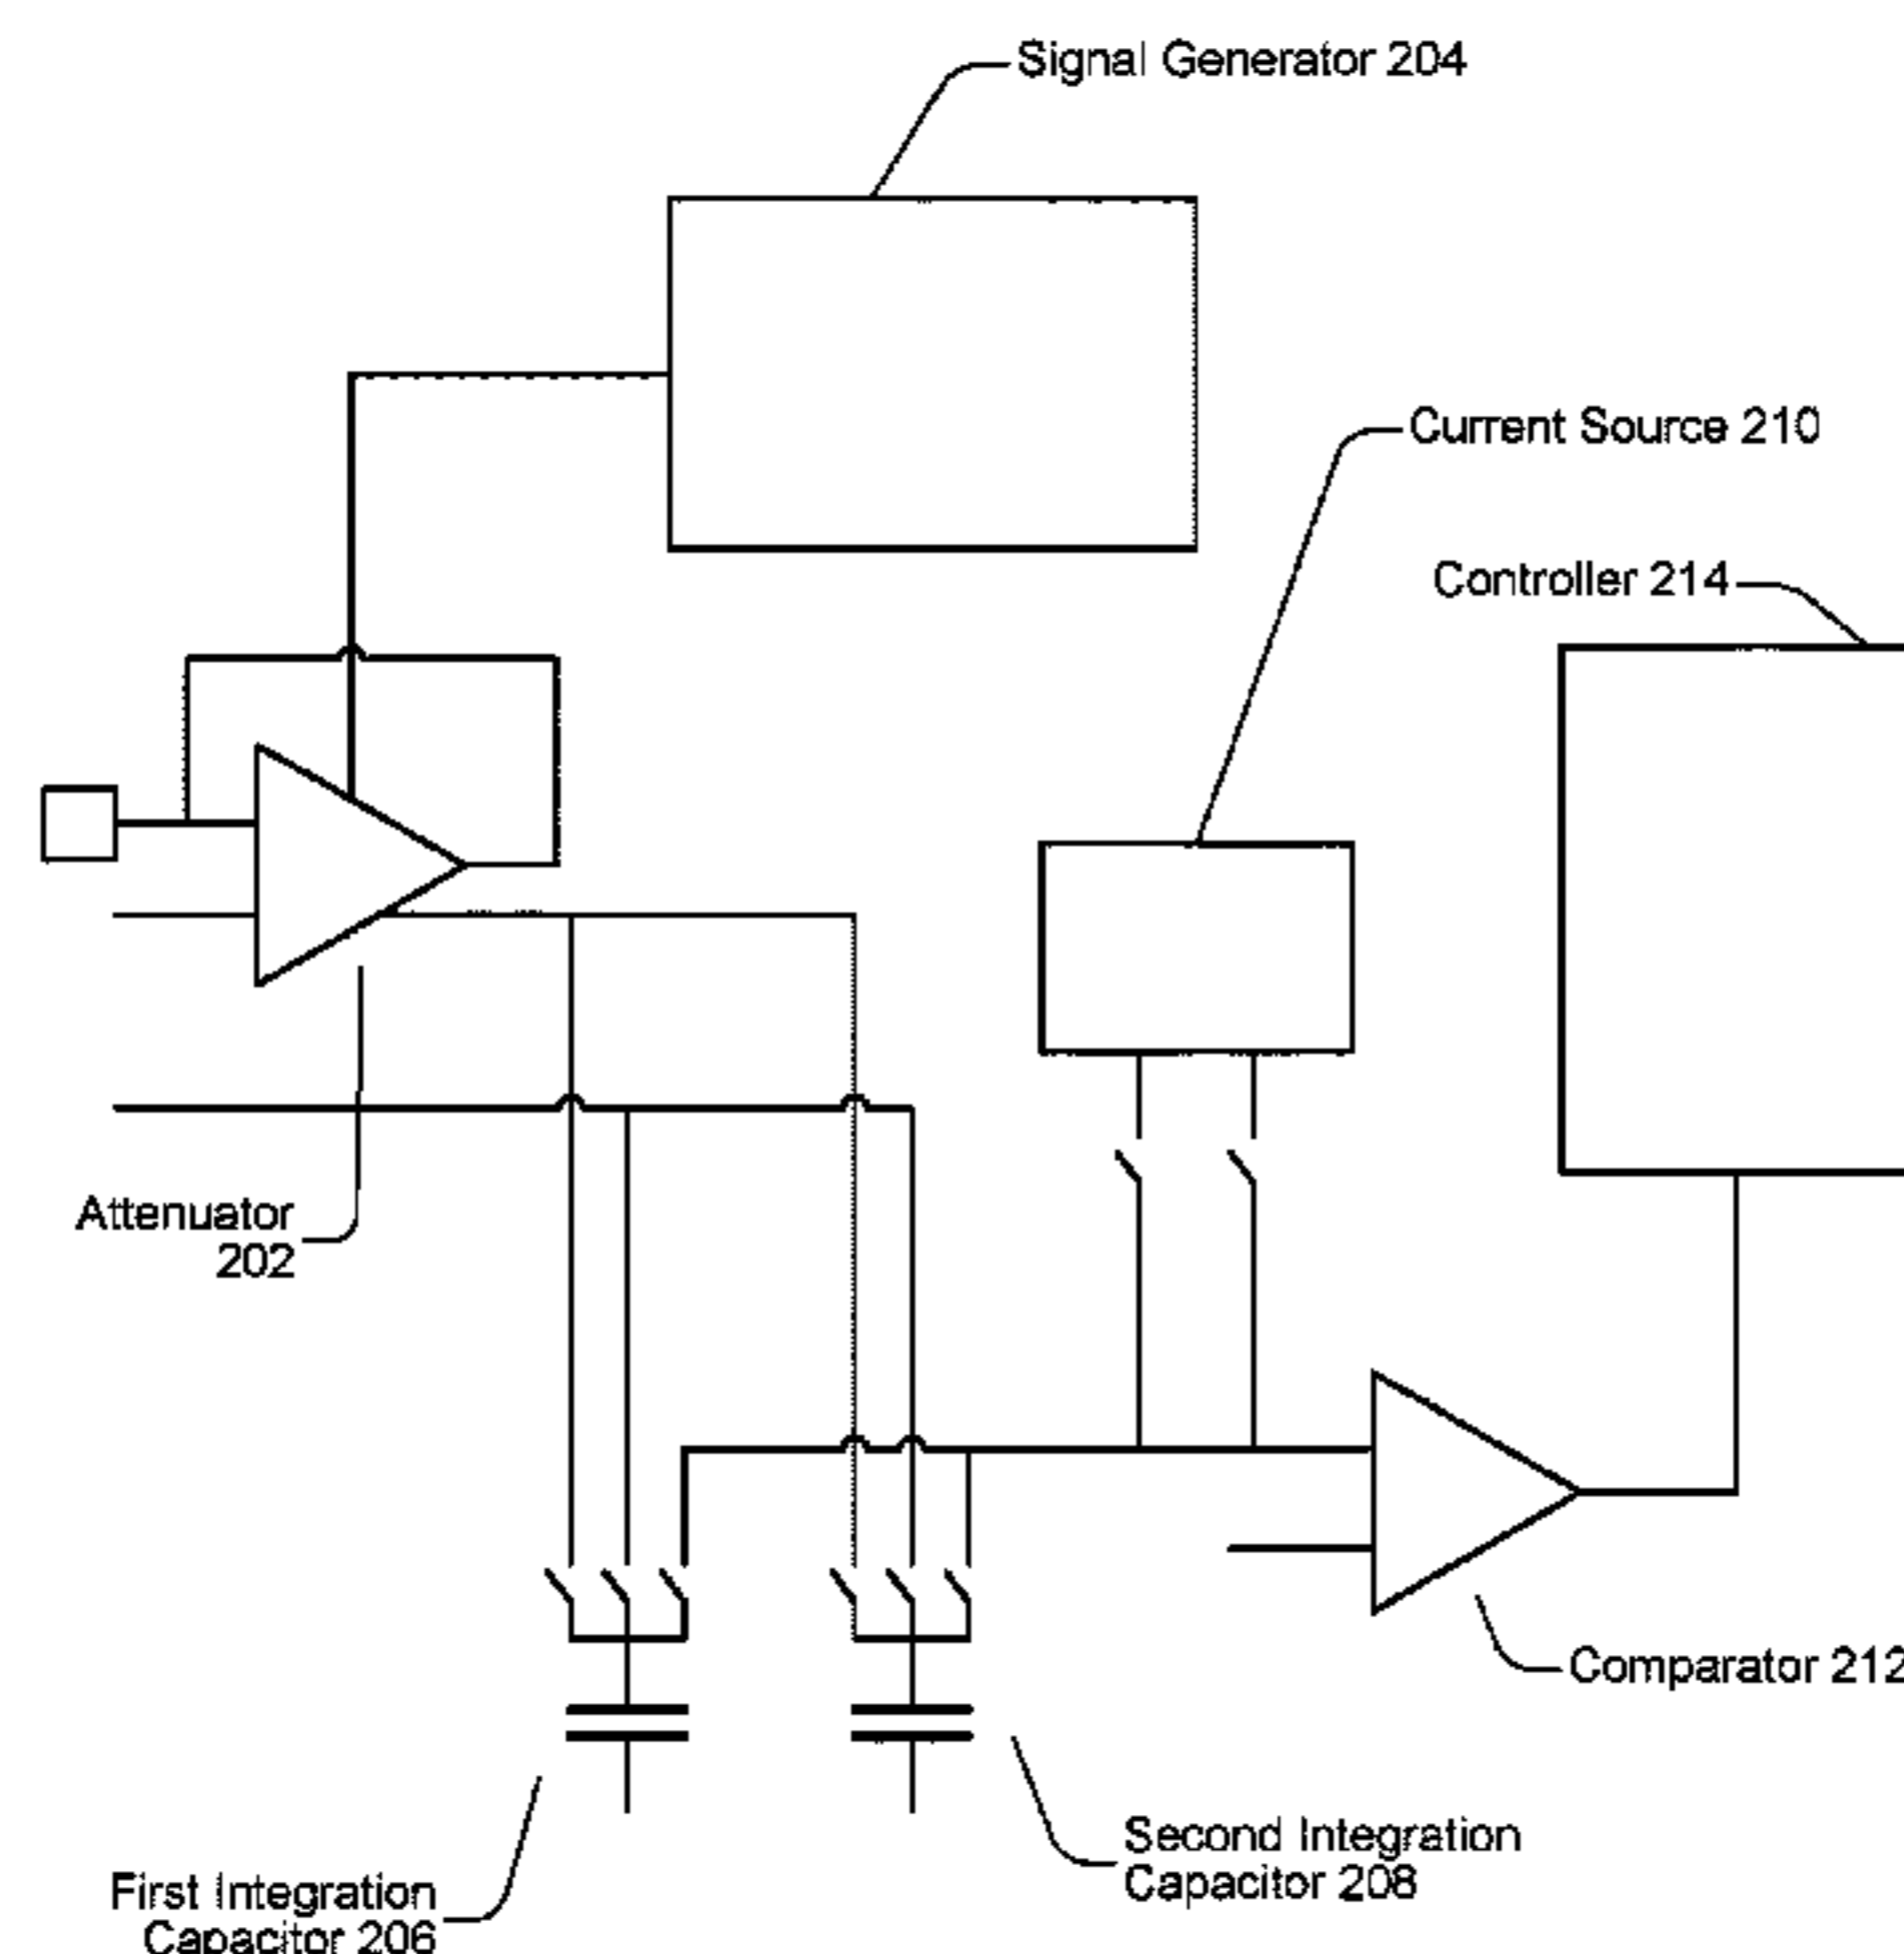 Signal Generator 204
Current Source 210
Controller 214
Attenuator
202
Comparator 212
Second Integration
Capacitor 208
First Integration
Capacitor 206